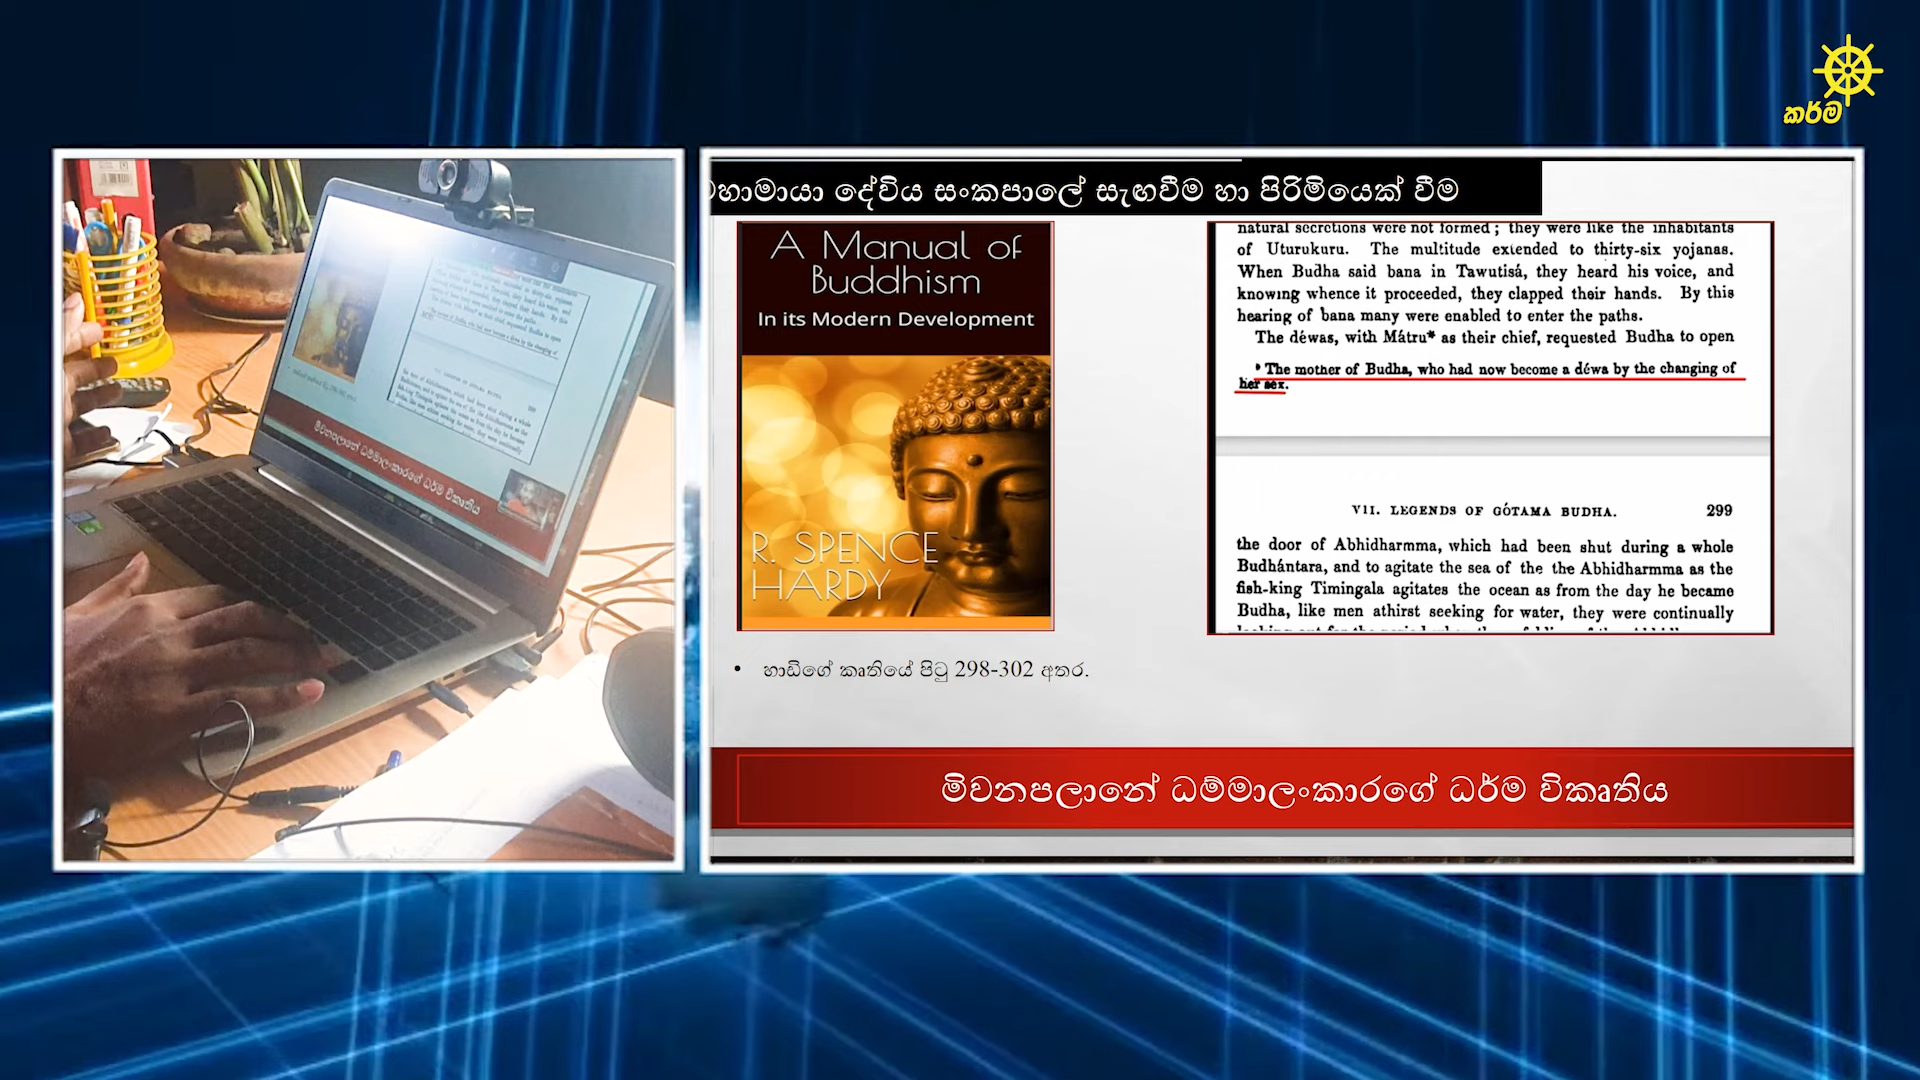 කර්ම
හාමායා දේවිය සංකපාලේ සැඟවීම හා පිරිමියෙක් වීම
A Manual of
Buddhism
In its Modern Development
R. SPENCE
HARDY
natural secretions were not formed; they were like the inhabitants
of Uturukuru. The multitude extended to thirty-six yojanas.
When Budha said bana in Tawutisá, they heard his voice, and
knowing whence it proceeded, they clapped their hands. By this
hearing of bana many were enabled to enter the paths.
The déwas, with Mátru* as their chief, requested Budha to open
* The mother of Budha, who had now become a déwa by the changing of
her sex.
VII. LEGENDS OF GÓTAMA BUDHA. 299
the door of Abhidharmma, which had been shut during a whole
Budhántara, and to agitate the sea of the the Abhidharmma as the
fish-king Timingala agitates the ocean as from the day he became
Budha, like men athirst seeking for water, they were continually
• හාඩිගේ කෘතියේ පිටු 298-302 අතර.
මිවනපලානේ ධම්මාලංකාරගේ ධර්ම විකෘතිය
මිවනපලානේ ධම්මාලංකාරගේ ධර්ම විකෘතිය